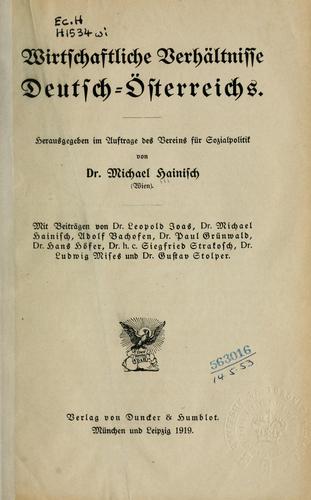 Ec.H
H1534wi
Wirtschaftliche Verhältnisse
Deutsch-Österreichs.
Herausgegeben im Auftrage des Vereins für Sozialpolitik
von
Dr. Michael Hainisch
(Wien).
Mit Beiträgen von Dr. Leopold Joas, Dr. Michael
Hainisch, Adolf Bachofen, Dr. Paul Grünwald,
Dr. Hans Höfer, Dr. h. c. Siegfried Strakosch, Dr.
Ludwig Mises und Dr. Gustav Stolper.
563016
14.5.53
Verlag von Duncker & Humblot.
München und Leipzig 1919.